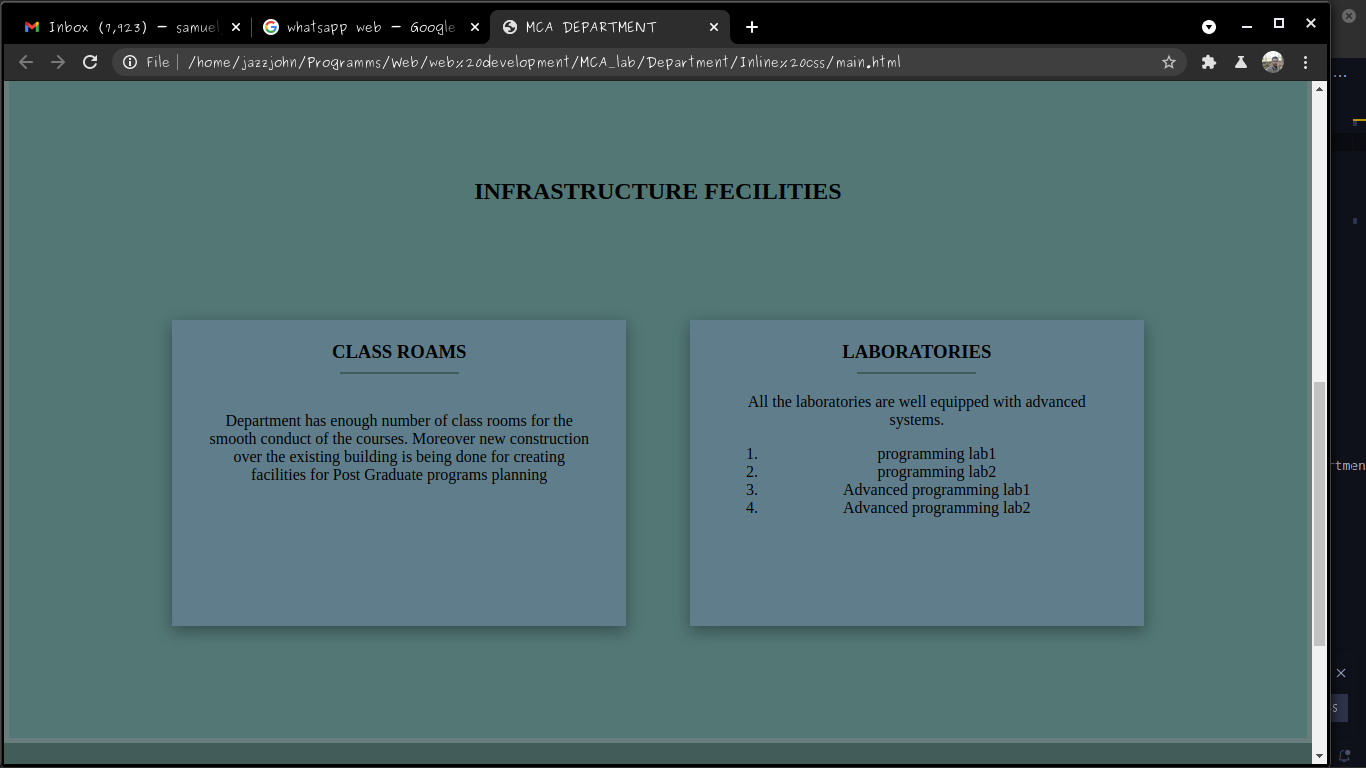 Inbox (7,923) – samuel
whatsapp web – Google
MCA DEPARTMENT
File | /home/jazzjohn/Programms/Web/web%20development/MCA_lab/Department/Inline%20css/main.html
INFRASTRUCTURE FECILITIES
CLASS ROAMS
Department has enough number of class rooms for the
smooth conduct of the courses. Moreover new construction
over the existing building is being done for creating
facilities for Post Graduate programs planning
LABORATORIES
All the laboratories are well equipped with advanced
systems.
1. programming lab1
2. programming lab2
3. Advanced programming lab1
4. Advanced programming lab2
rtmen
s